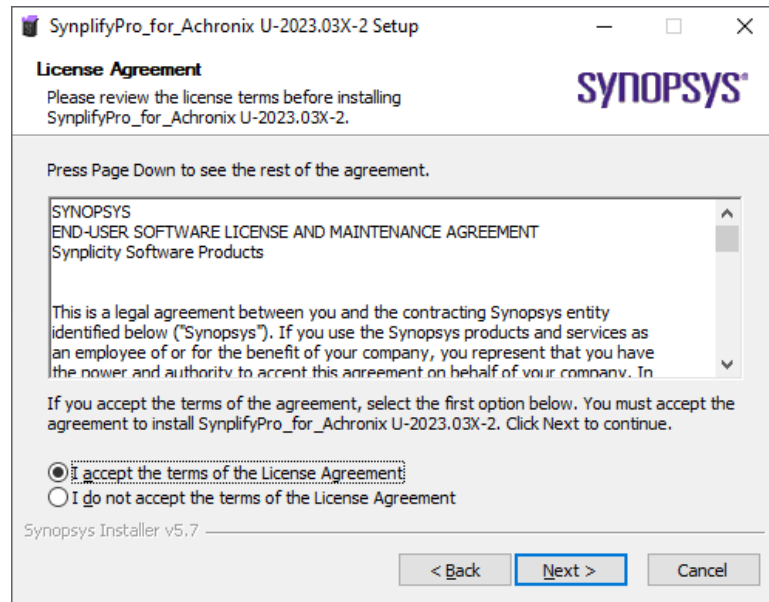 SynplifyPro_for_Achronix U-2023.03X-2 Setup
License Agreement
Please review the license terms before installing
SynplifyPro_for_Achronix U-2023.03X-2.
SYNOPSYS®
Press Page Down to see the rest of the agreement.
SYNOPSYS
END-USER SOFTWARE LICENSE AND MAINTENANCE AGREEMENT
Synplicity Software Products
This is a legal agreement between you and the contracting Synopsys entity
identified below ("Synopsys"). If you use the Synopsys products and services as
an employee of or for the benefit of your company, you represent that you have
the power and authority to accept this agreement on behalf of your company. In
If you accept the terms of the agreement, select the first option below. You must accept the
agreement to install SynplifyPro_for_Achronix U-2023.03X-2. Click Next to continue.
I accept the terms of the License Agreement
I do not accept the terms of the License Agreement
Synopsys Installer v5.7
< Back Next > Cancel